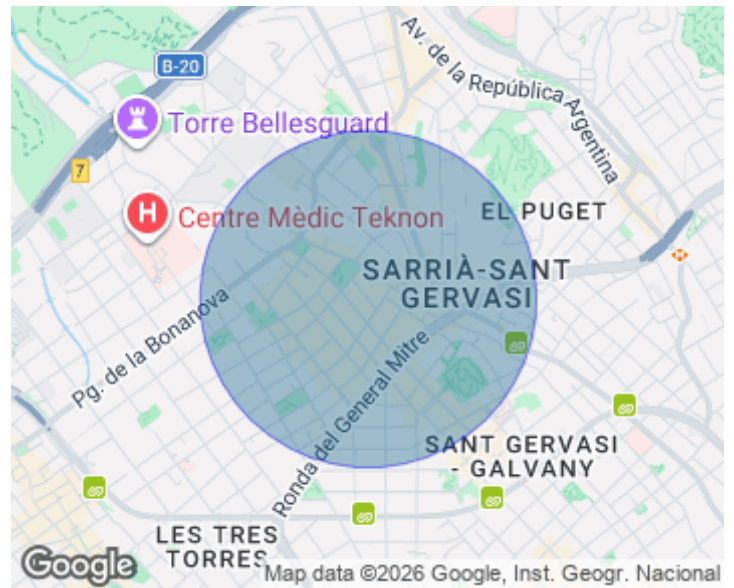 B-20
Av. de la República Argentina
Torre Bellesguard
7
H
Centre Mèdic Teknon
EL PUGET
SARRIÀ-SANT
GERVASI
Pg. de la Bonanova
Ronda del General Mitre
SANT GERVASI
- GALVANY
LES TRES
TORRES
Google
Map data ©2026 Google, Inst. Geogr. Nacional